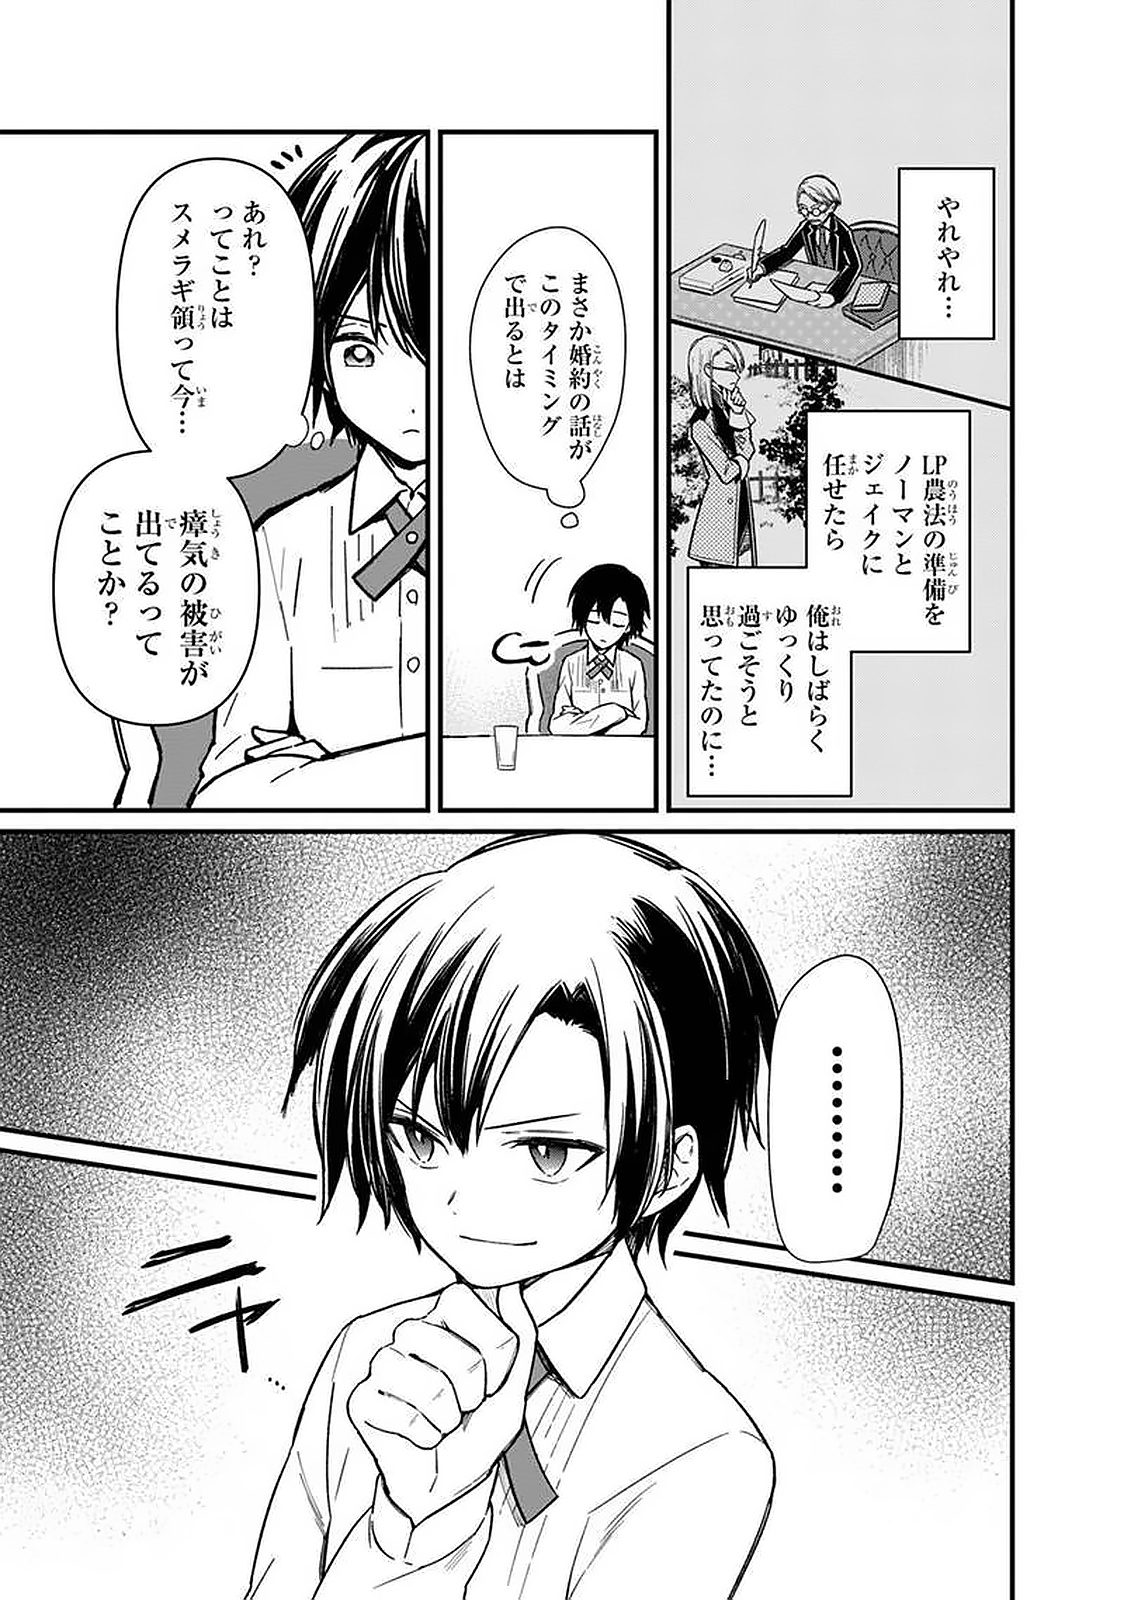 やれやれ…
LP農法の準備を
ノーマンと
ジェイクに
任せたら
俺はしばらく
ゆっくり
過ごそうと
思ってたのに…
まさか婚約の話が
このタイミング
で出るとは
あれ？
ってことは
スメラギ領って今…
瘴気の被害が
出てるって
ことか？
………
ニヤ…